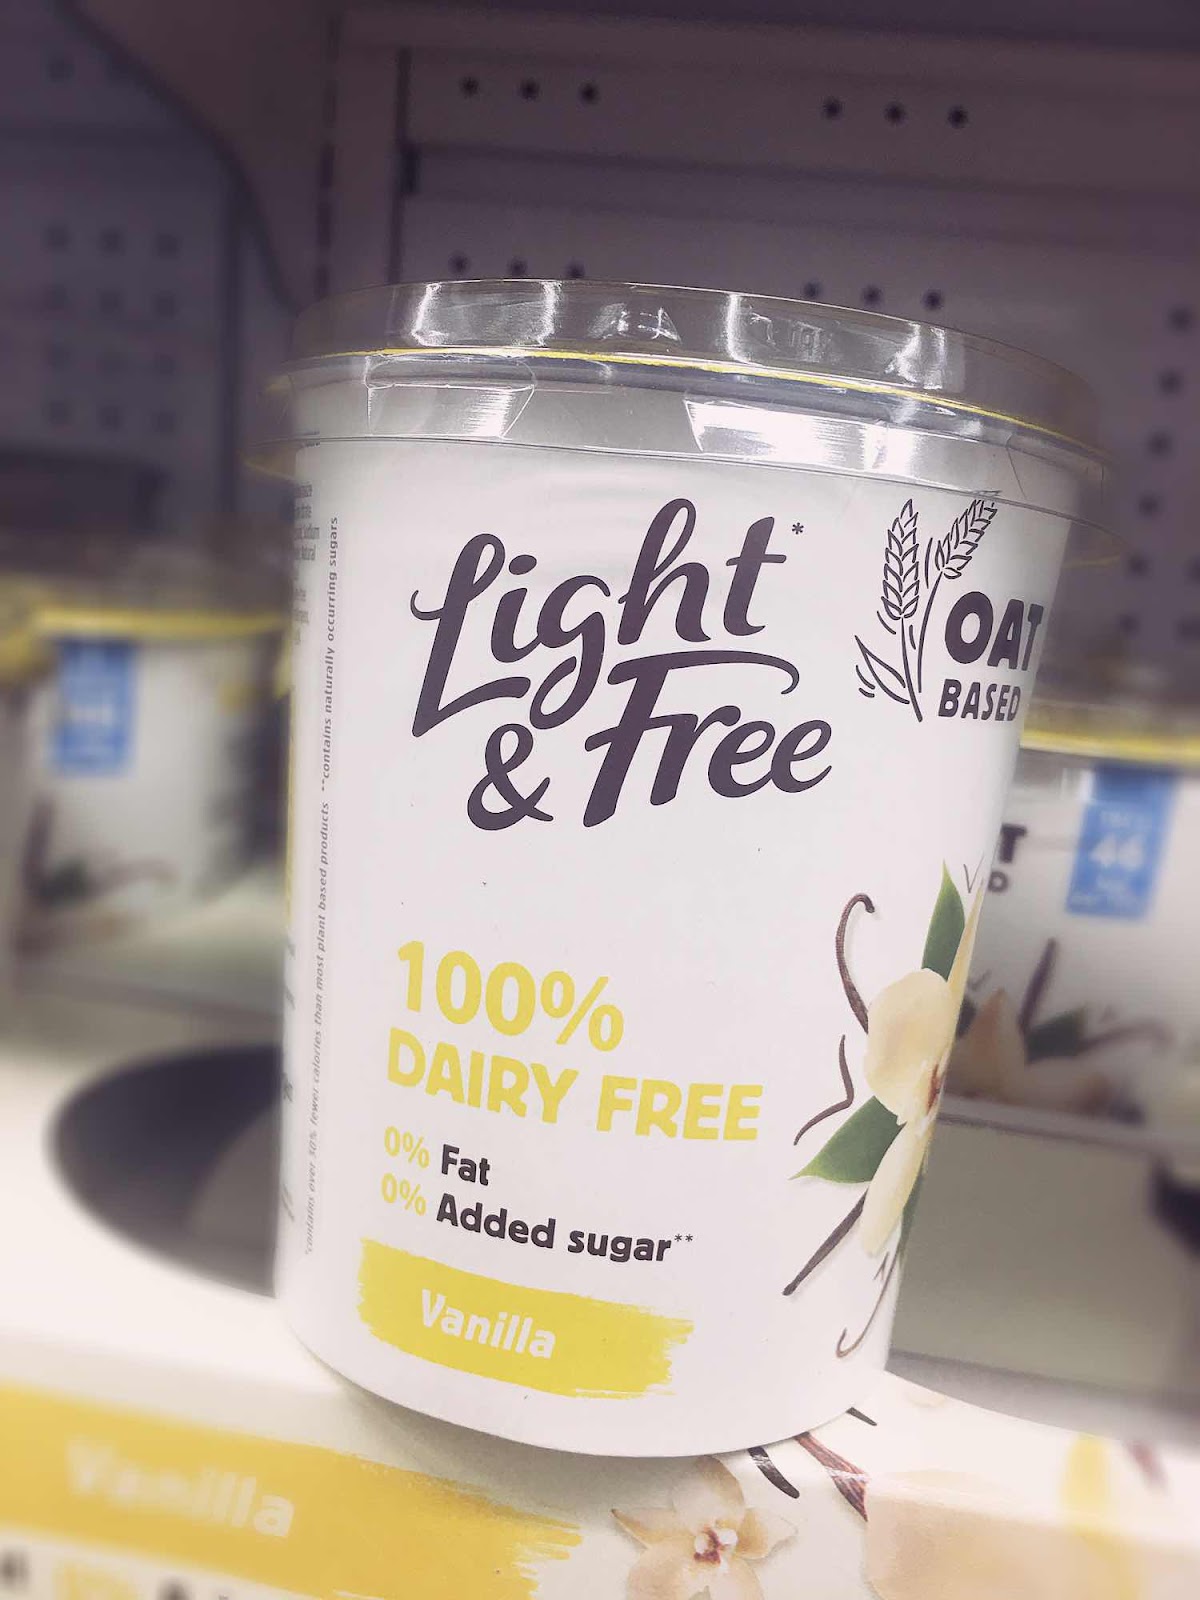 Light*
& Free
OAT
BASED
100%
DAIRY FREE
0% Fat
0% Added sugar**
Vanilla
*contains over 30% fewer calories than most plant based products **contains naturally occurring sugars
44
Vanilla